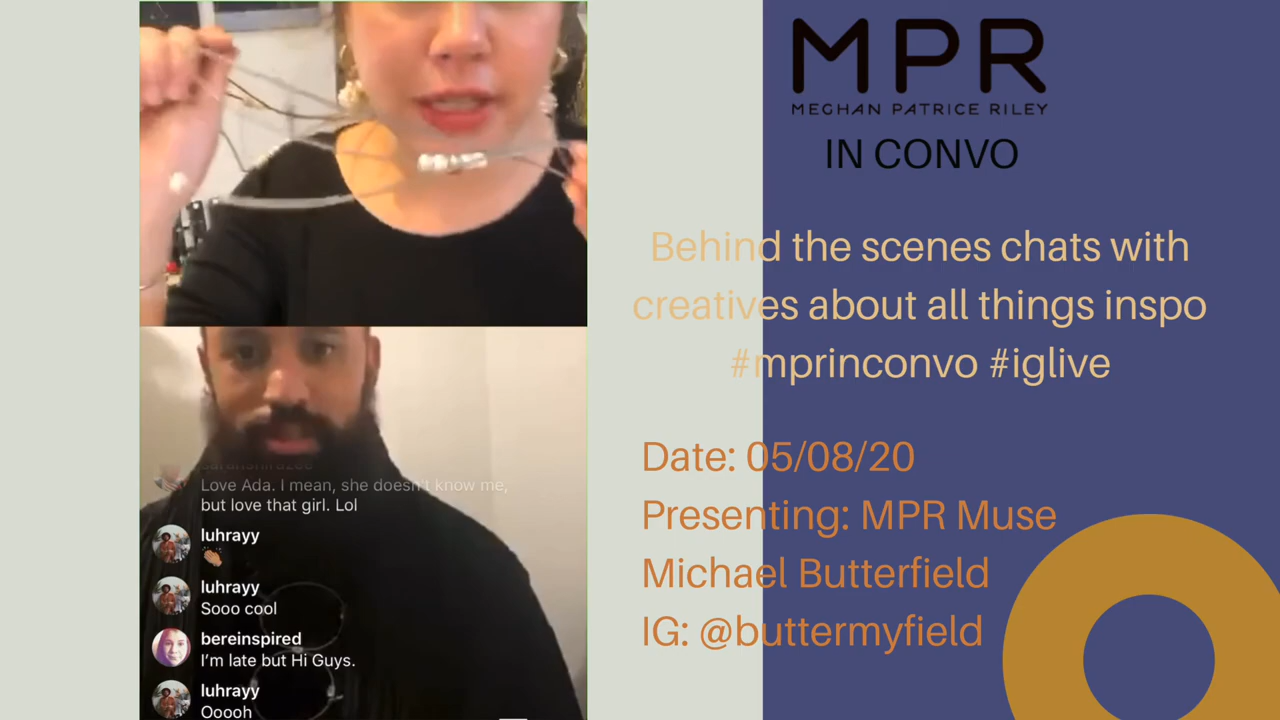 MPR
MEGHAN PATRICE RILEY
IN CONVO
Behind the scenes chats with
creatives about all things inspo
#mprinconvo #iglive
Date: 05/08/20
Presenting: MPR Muse
Michael Butterfield
IG: @buttermyfield
Love Ada. I mean, she doesn't know me,
but love that girl. Lol
luhrayy
👏🏽
luhrayy
Sooo cool
bereinspired
I'm late but Hi Guys.
luhrayy
Ooooh